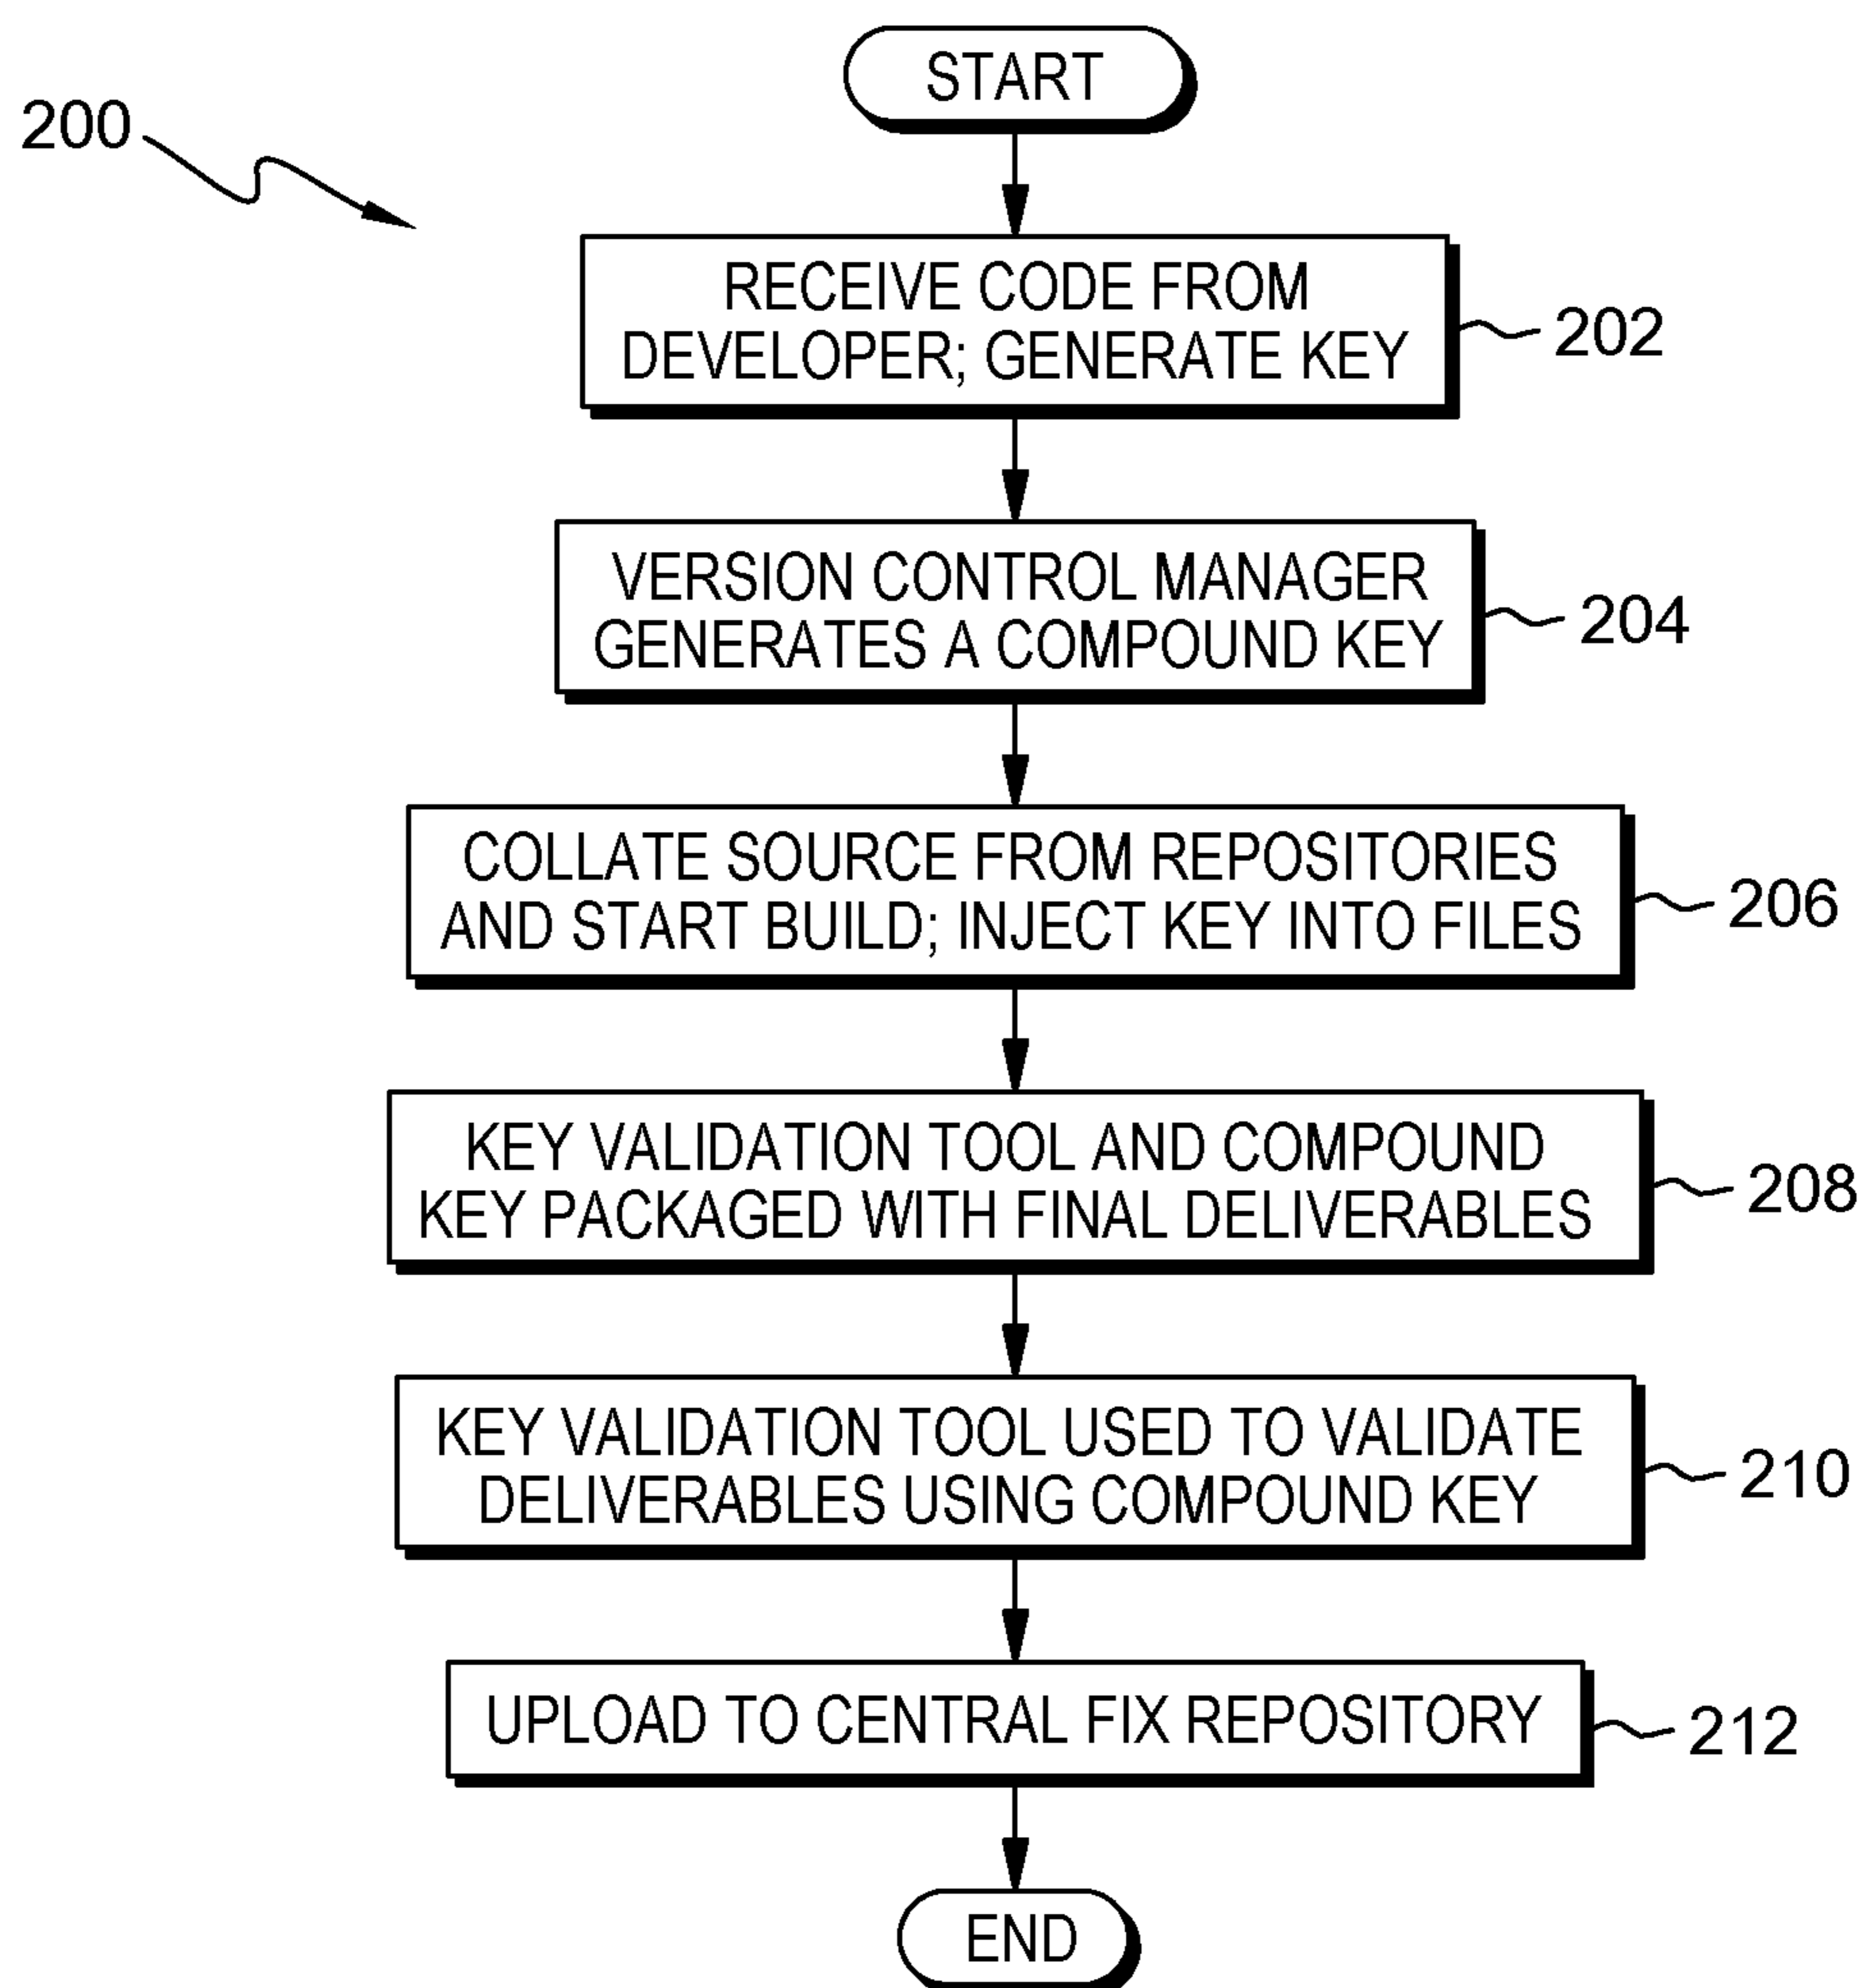 START
200
RECEIVE CODE FROM
DEVELOPER; GENERATE KEY
202
VERSION CONTROL MANAGER
GENERATES A COMPOUND KEY
204
COLLATE SOURCE FROM REPOSITORIES
AND START BUILD; INJECT KEY INTO FILES
206
KEY VALIDATION TOOL AND COMPOUND
KEY PACKAGED WITH FINAL DELIVERABLES
208
KEY VALIDATION TOOL USED TO VALIDATE
DELIVERABLES USING COMPOUND KEY
210
UPLOAD TO CENTRAL FIX REPOSITORY
212
END